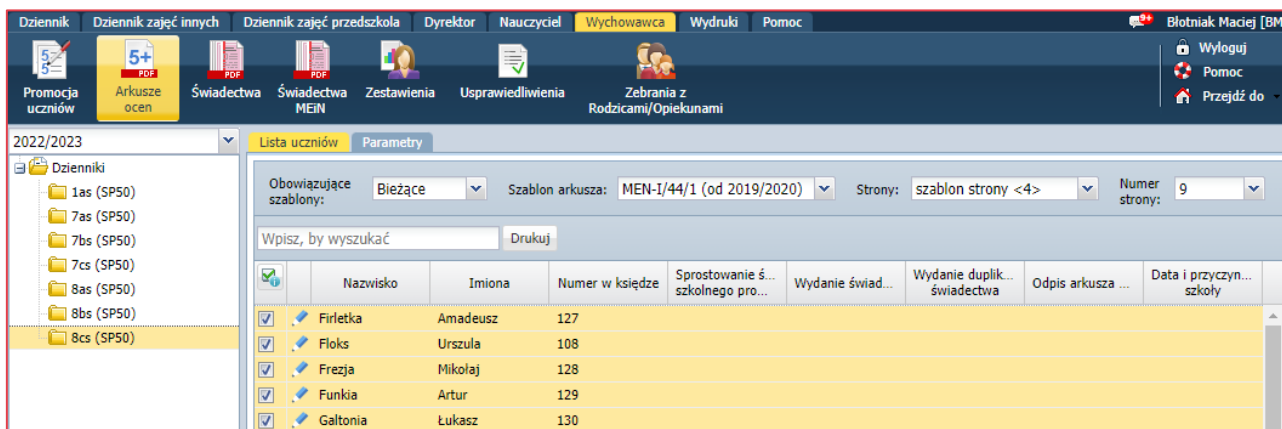 Dziennik Dziennik zajęć innych Dziennik zajęć przedszkola Dyrektor Nauczyciel Wychowawca Wydruki Pomoc 9+ Błotniak Maciej [BM
5 5 5+ PDF PDF PDF
Promocja uczniów
Arkusze ocen
Świadectwa
Świadectwa MEiN
Zestawienia
Usprawiedliwienia
Zebrania z Rodzicami/Opiekunami
Wyloguj
Pomoc
Przejdź do
2022/2023
Dzienniki
1as (SP50)
7as (SP50)
7bs (SP50)
7cs (SP50)
8as (SP50)
8bs (SP50)
8cs (SP50)
Lista uczniów Parametry
Obowiązujące szablony: Bieżące Szablon arkusza: MEN-I/44/1 (od 2019/2020) Strony: szablon strony <4> Numer strony: 9
Wpisz, by wyszukać Drukuj
Nazwisko Imiona Numer w księdze Sprostowanie ś... szkolnego pro... Wydanie świad... Wydanie duplik... świadectwa Odpis arkusza ... Data i przyczyn... szkoły
Firletka Amadeusz 127
Floks Urszula 108
Frezja Mikołaj 128
Funkia Artur 129
Galtonia Łukasz 130